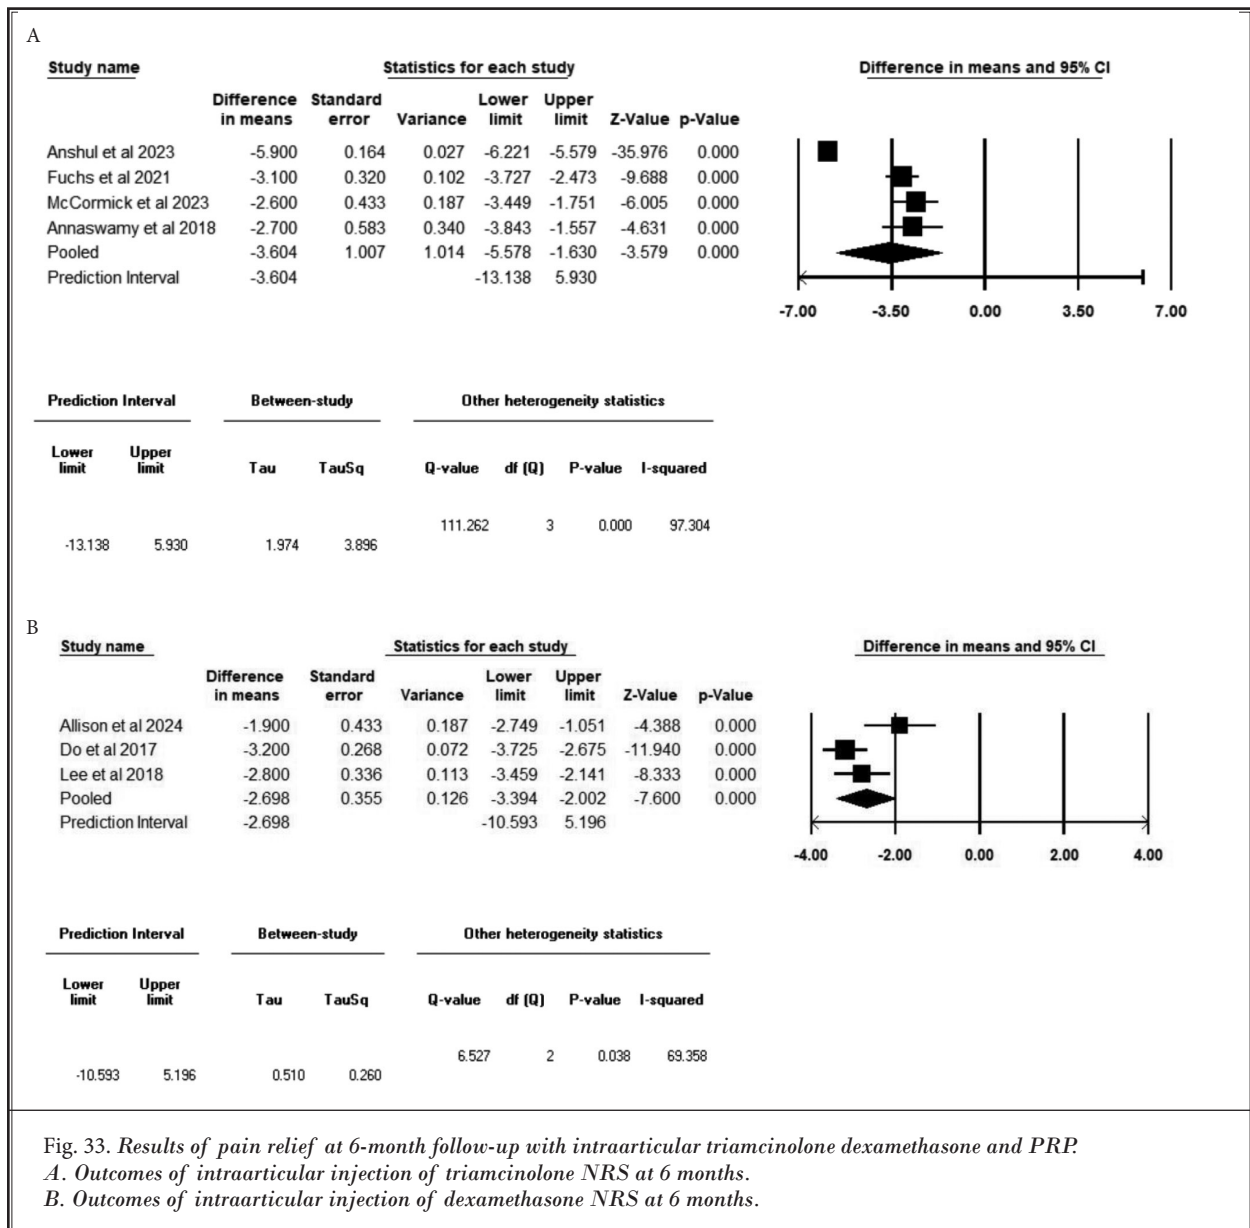 A
Study name Statistics for each study Difference in means and 95% CI
Difference in means Standard error Variance Lower limit Upper limit Z-Value p-Value
Anshul et al 2023 -5.900 0.164 0.027 -6.221 -5.579 -35.976 0.000
Fuchs et al 2021 -3.100 0.320 0.102 -3.727 -2.473 -9.688 0.000
McCormick et al 2023 -2.600 0.433 0.187 -3.449 -1.751 -6.005 0.000
Annaswamy et al 2018 -2.700 0.583 0.340 -3.843 -1.557 -4.631 0.000
Pooled -3.604 1.007 1.014 -5.578 -1.630 -3.579 0.000
Prediction Interval -3.604 -13.138 5.930
-7.00 -3.50 0.00 3.50 7.00
Prediction Interval Between-study Other heterogeneity statistics
Lower limit Upper limit Tau TauSq Q-value df (Q) P-value I-squared
111.262 3 0.000 97.304
-13.138 5.930 1.974 3.896
B
Study name Statistics for each study Difference in means and 95% CI
Difference in means Standard error Variance Lower limit Upper limit Z-Value p-Value
Allison et al 2024 -1.900 0.433 0.187 -2.749 -1.051 -4.388 0.000
Do et al 2017 -3.200 0.268 0.072 -3.725 -2.675 -11.940 0.000
Lee et al 2018 -2.800 0.336 0.113 -3.459 -2.141 -8.333 0.000
Pooled -2.698 0.355 0.126 -3.394 -2.002 -7.600 0.000
Prediction Interval -2.698 -10.593 5.196
-4.00 -2.00 0.00 2.00 4.00
Prediction Interval Between-study Other heterogeneity statistics
Lower limit Upper limit Tau TauSq Q-value df (Q) P-value I-squared
6.527 2 0.038 69.358
-10.593 5.196 0.510 0.260
Fig. 33. Results of pain relief at 6-month follow-up with intraarticular triamcinolone dexamethasone and PRP.
A. Outcomes of intraarticular injection of triamcinolone NRS at 6 months.
B. Outcomes of intraarticular injection of dexamethasone NRS at 6 months.